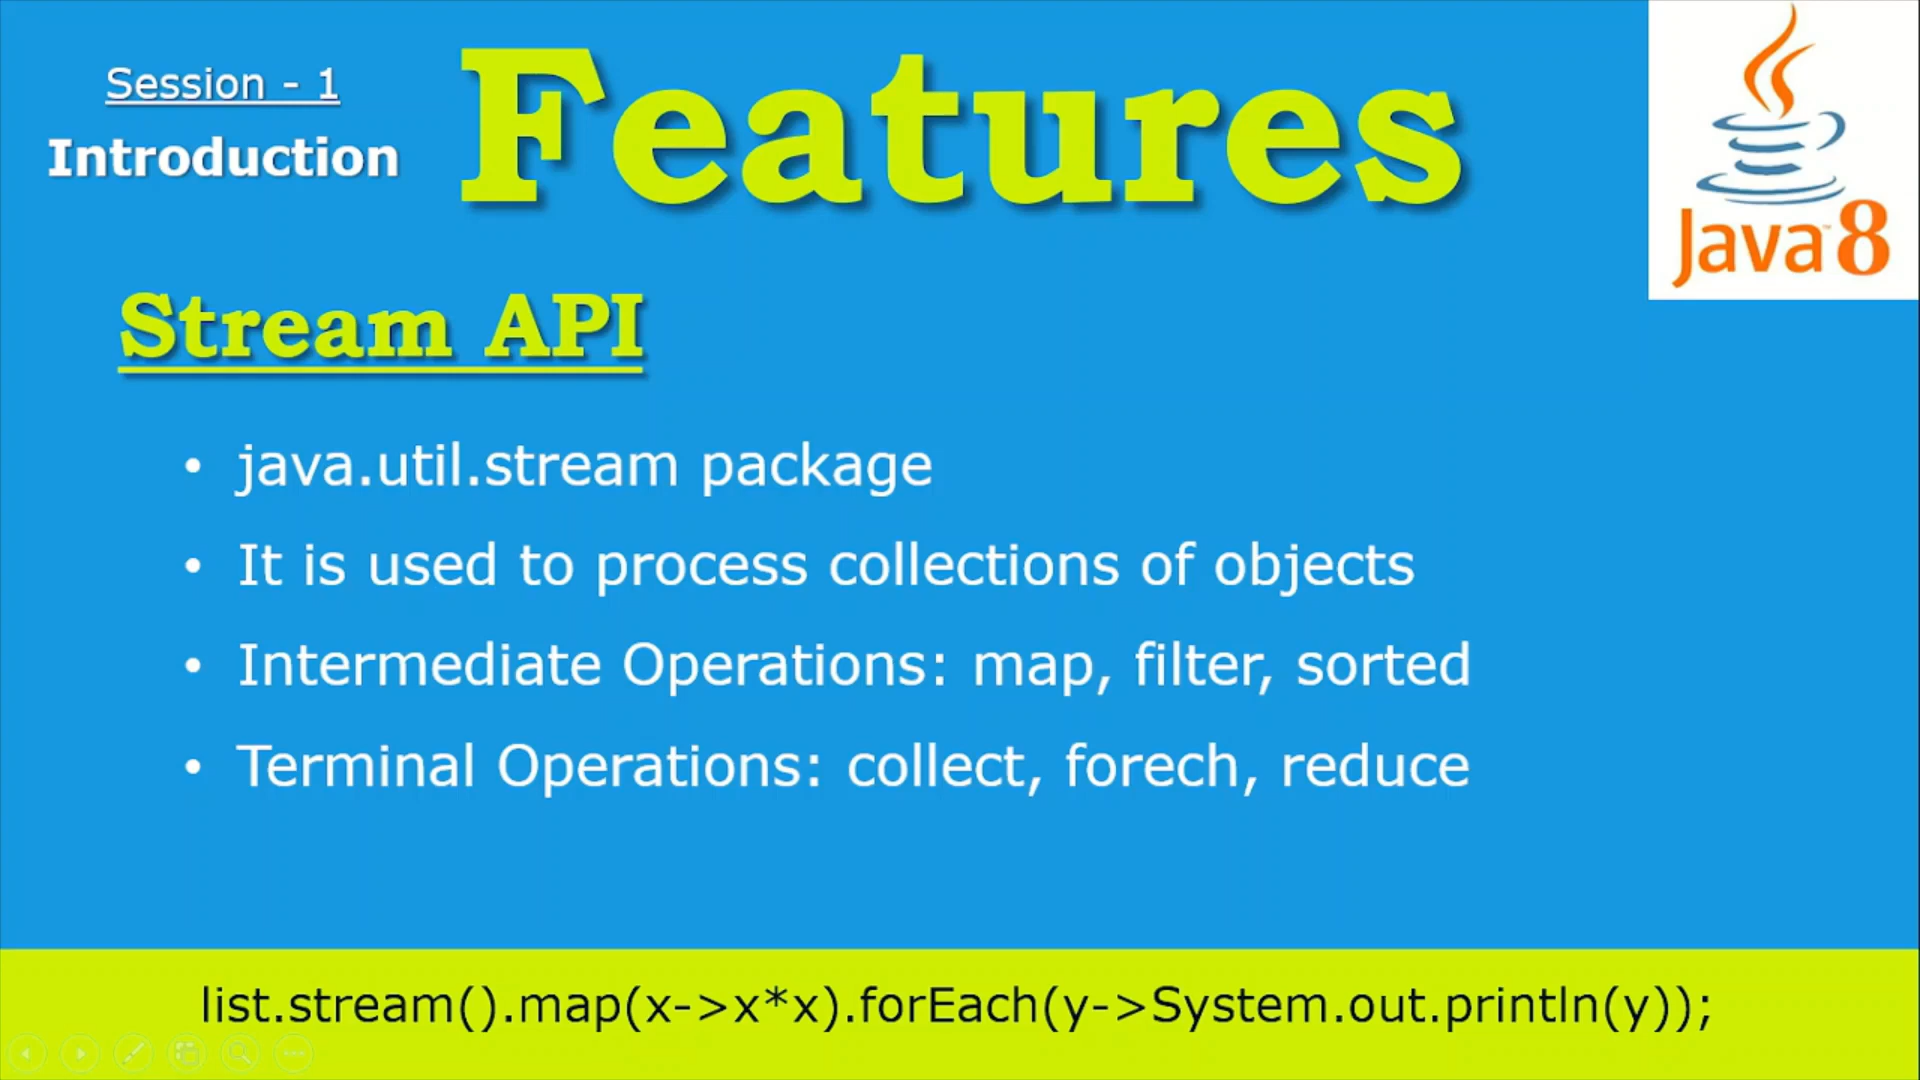 Session - 1
Introduction
Features
Java™ 8
Stream API
• java.util.stream package
• It is used to process collections of objects
• Intermediate Operations: map, filter, sorted
• Terminal Operations: collect, forech, reduce
list.stream().map(x->x*x).forEach(y->System.out.println(y));